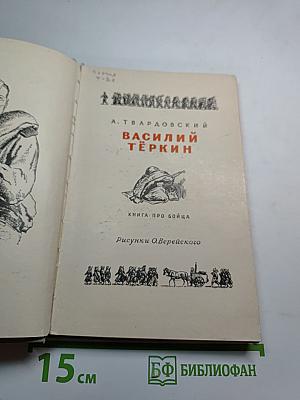 А. ТВАРДОВСКИЙ
ВАСИЛИЙ
ТЁРКИН
КНИГА ПРО БОЙЦА
Рисунки О. Верейского
15 см
БФ БИБЛИОФАН